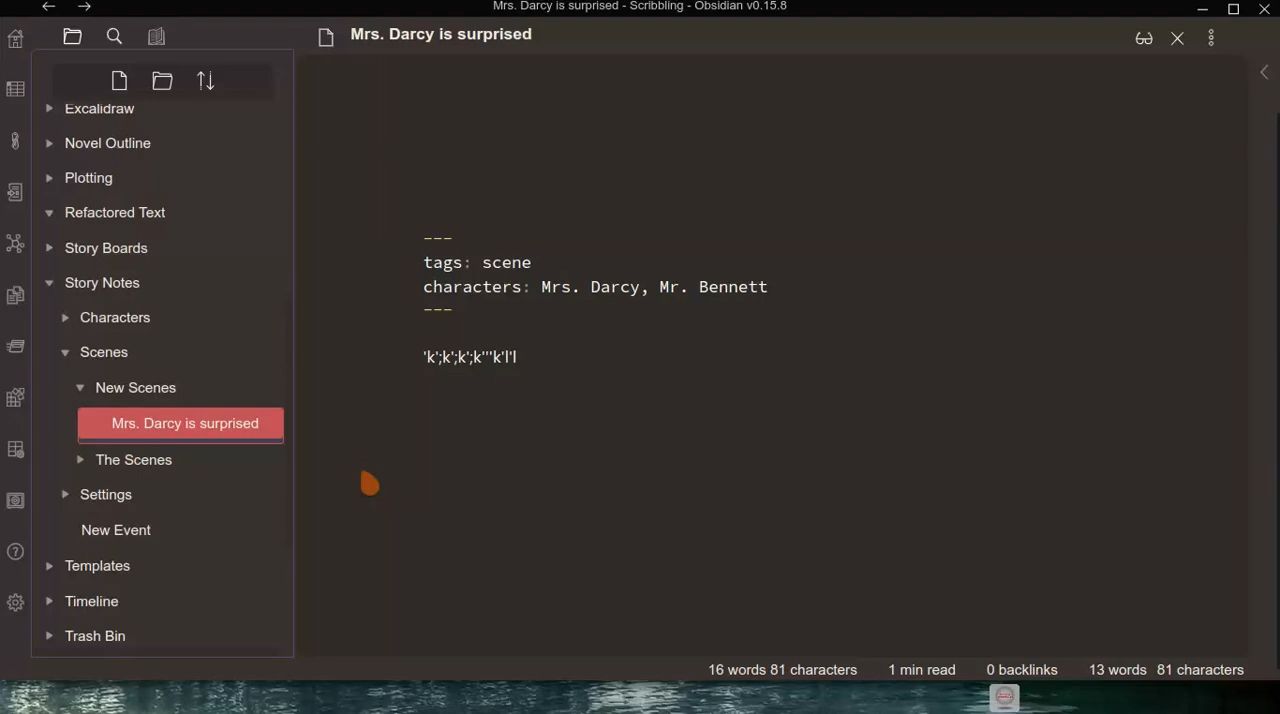 Mrs. Darcy is surprised - Scribbling - Obsidian v0.15.8
Mrs. Darcy is surprised
Excalidraw
Novel Outline
Plotting
Refactored Text
Story Boards
Story Notes
Characters
Scenes
New Scenes
Mrs. Darcy is surprised
The Scenes
Settings
New Event
Templates
Timeline
Trash Bin
---
tags: scene
characters: Mrs. Darcy, Mr. Bennett
---
'k';k';k';k'''k'l'l
16 words 81 characters 1 min read 0 backlinks 13 words 81 characters